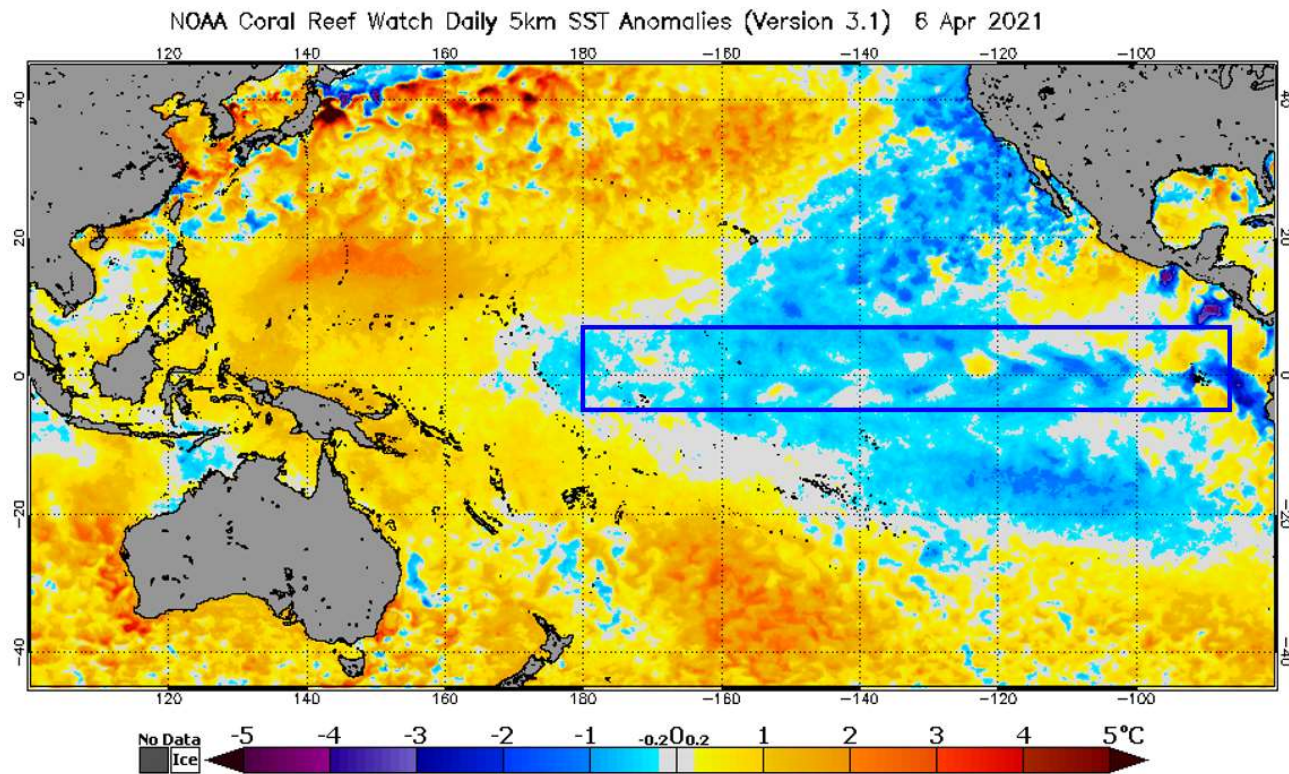 NOAA Coral Reef Watch Daily 5km SST Anomalies (Version 3.1) 6 Apr 2021
120 140 160 180 -160 -140 -120 -100
40 40
20 20
0 0
-20 -20
-40 -40
120 140 160 180 -160 -140 -120 -100
No Data Ice -5 -4 -3 -2 -1 -0.2 0 0.2 1 2 3 4 5°C